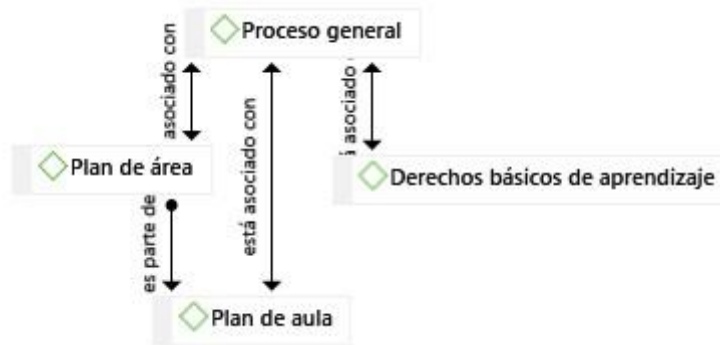 Proceso general
asociado con
está asociado con
asociado
Plan de área
Derechos básicos de aprendizaje
es parte de
Plan de aula